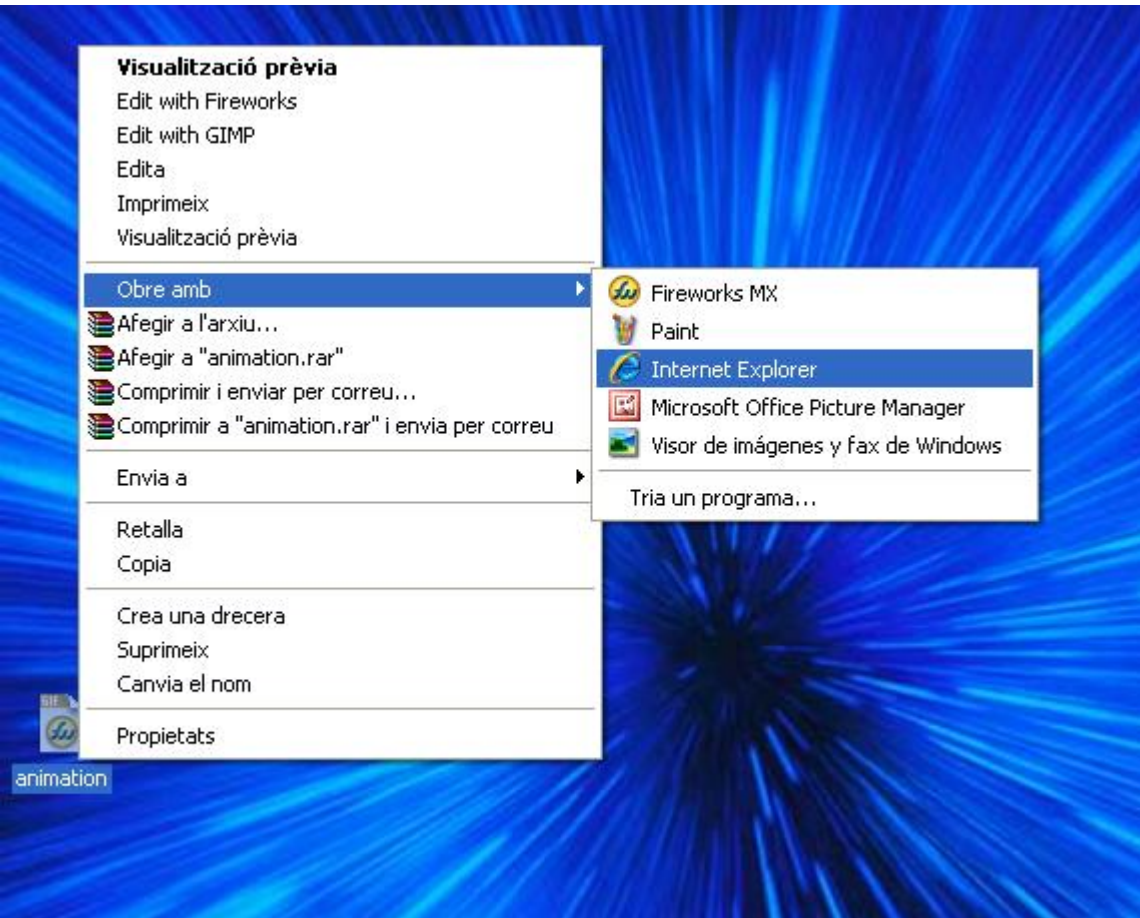 Visualització prèvia
Edit with Fireworks
Edit with GIMP
Edita
Imprimeix
Visualització prèvia
Obre amb
Afegir a l'arxiu...
Afegir a "animation.rar"
Comprimir i enviar per correu...
Comprimir a "animation.rar" i envia per correu
Envia a
Retalla
Copia
Crea una drecera
Suprimeix
Canvia el nom
Propietats
Fireworks MX
Paint
Internet Explorer
Microsoft Office Picture Manager
Visor de imágenes y fax de Windows
Tria un programa...
GIF
animation